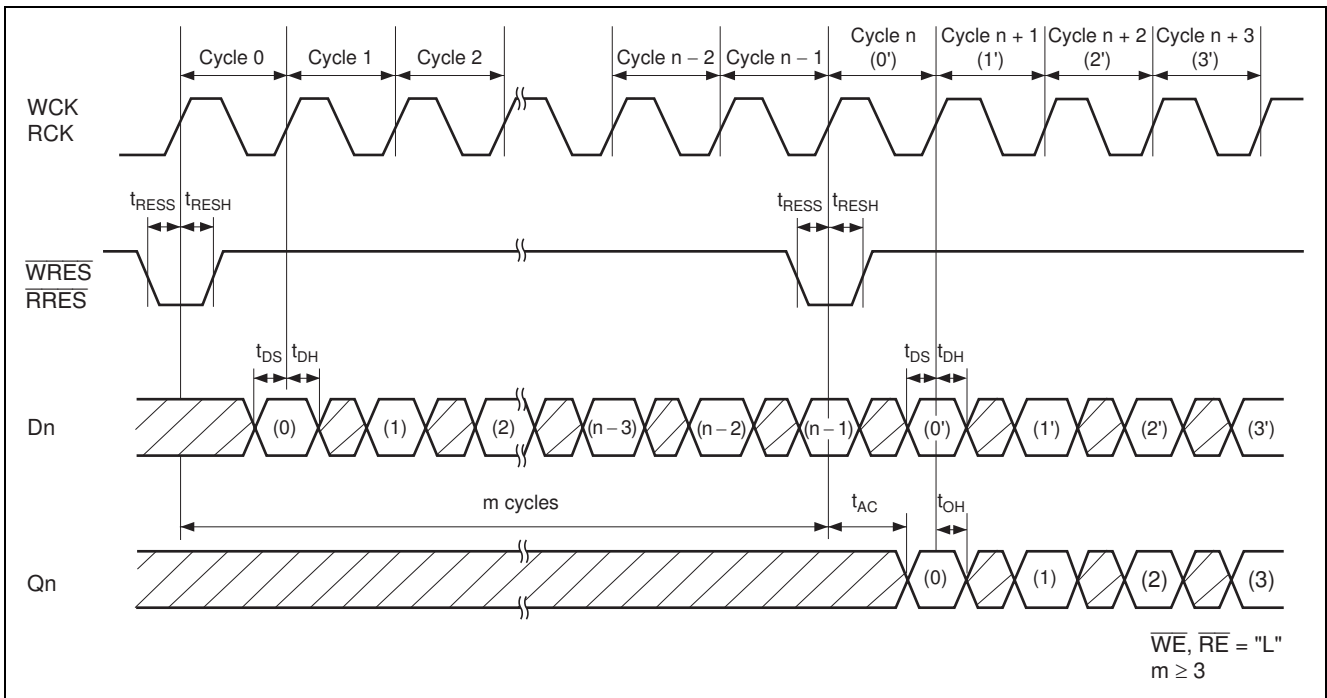 Cycle 0 Cycle 1 Cycle 2 Cycle n – 2 Cycle n – 1 Cycle n (0') Cycle n + 1 (1') Cycle n + 2 (2') Cycle n + 3 (3')
WCK
RCK
tRESS tRESH tRESS tRESH
WRES
RRES
tDS tDH tDS tDH
Dn (0) (1) (2) (n – 3) (n – 2) (n – 1) (0') (1') (2') (3')
m cycles tAC tOH
Qn (0) (1) (2) (3)
WE, RE = "L"
m ≥ 3